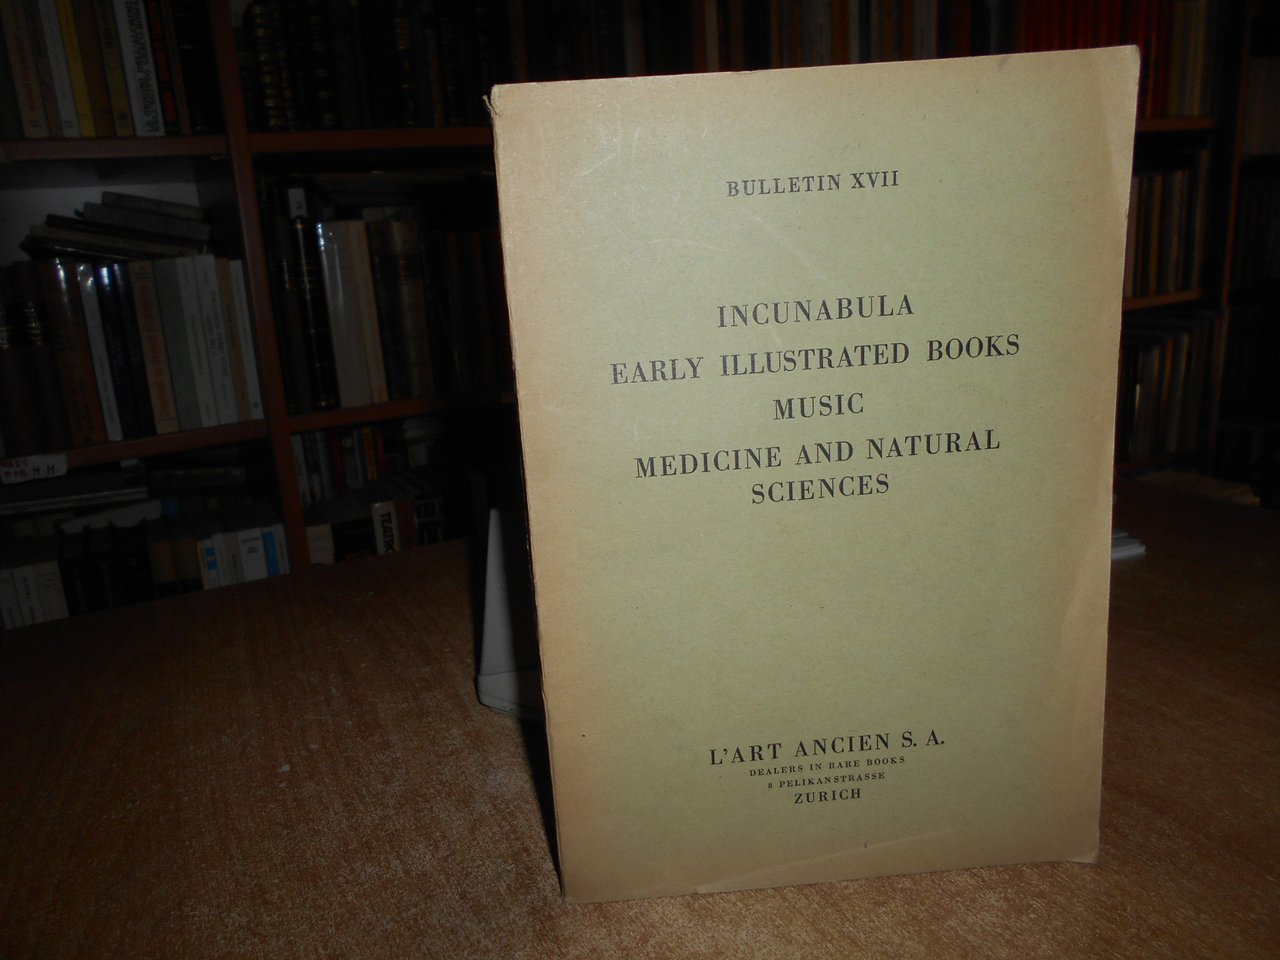 BULLETIN XVII
INCUNABULA
EARLY ILLUSTRATED BOOKS
MUSIC
MEDICINE AND NATURAL
SCIENCES
L'ART ANCIEN S. A.
DEALERS IN RARE BOOKS
8 PELIKANSTRASSE
ZURICH